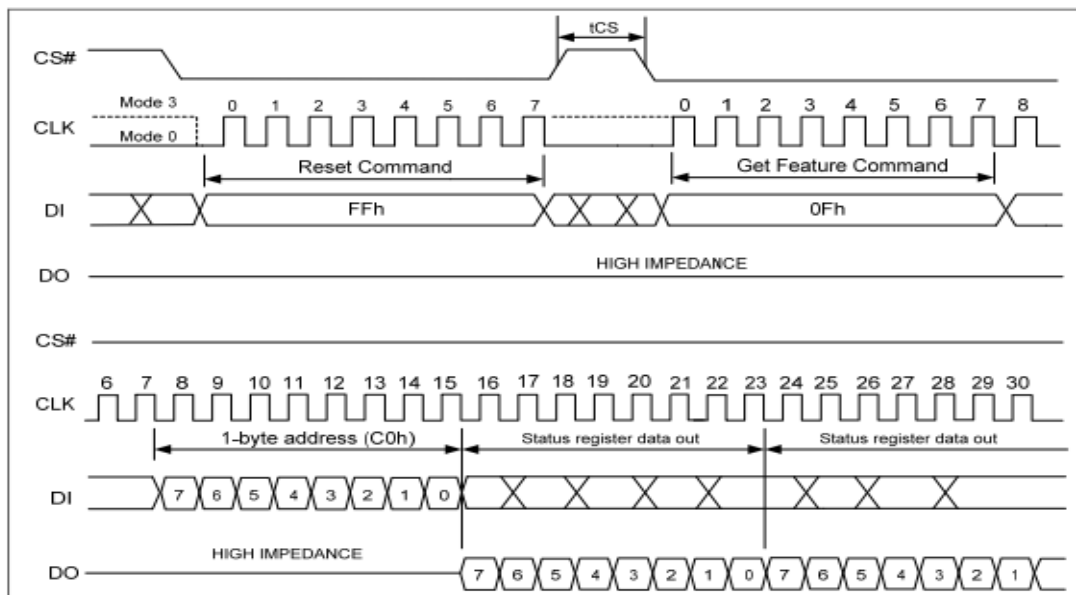 tCS
CS#
Mode 3 0 1 2 3 4 5 6 7 0 1 2 3 4 5 6 7 8
CLK
Mode 0
Reset Command Get Feature Command
DI FFh 0Fh
HIGH IMPEDANCE
DO
CS#
6 7 8 9 10 11 12 13 14 15 16 17 18 19 20 21 22 23 24 25 26 27 28 29 30
CLK
1-byte address (C0h) Status register data out Status register data out
DI 7 6 5 4 3 2 1 0
HIGH IMPEDANCE
DO 7 6 5 4 3 2 1 0 7 6 5 4 3 2 1